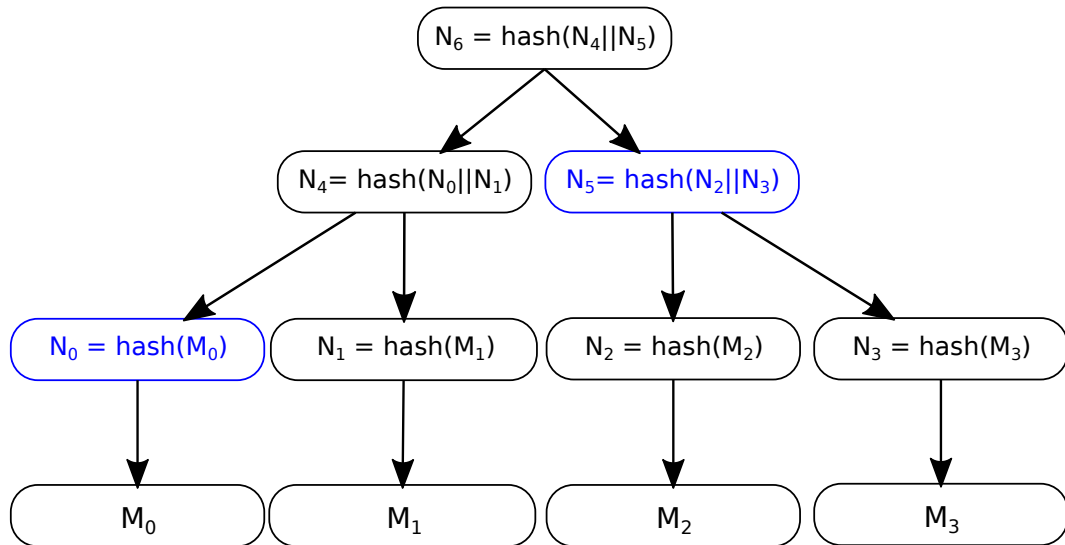 N₆ = hash(N₄||N₅)
N₄= hash(N₀||N₁)
N₅= hash(N₂||N₃)
N₀ = hash(M₀)
N₁ = hash(M₁)
N₂ = hash(M₂)
N₃ = hash(M₃)
M₀
M₁
M₂
M₃